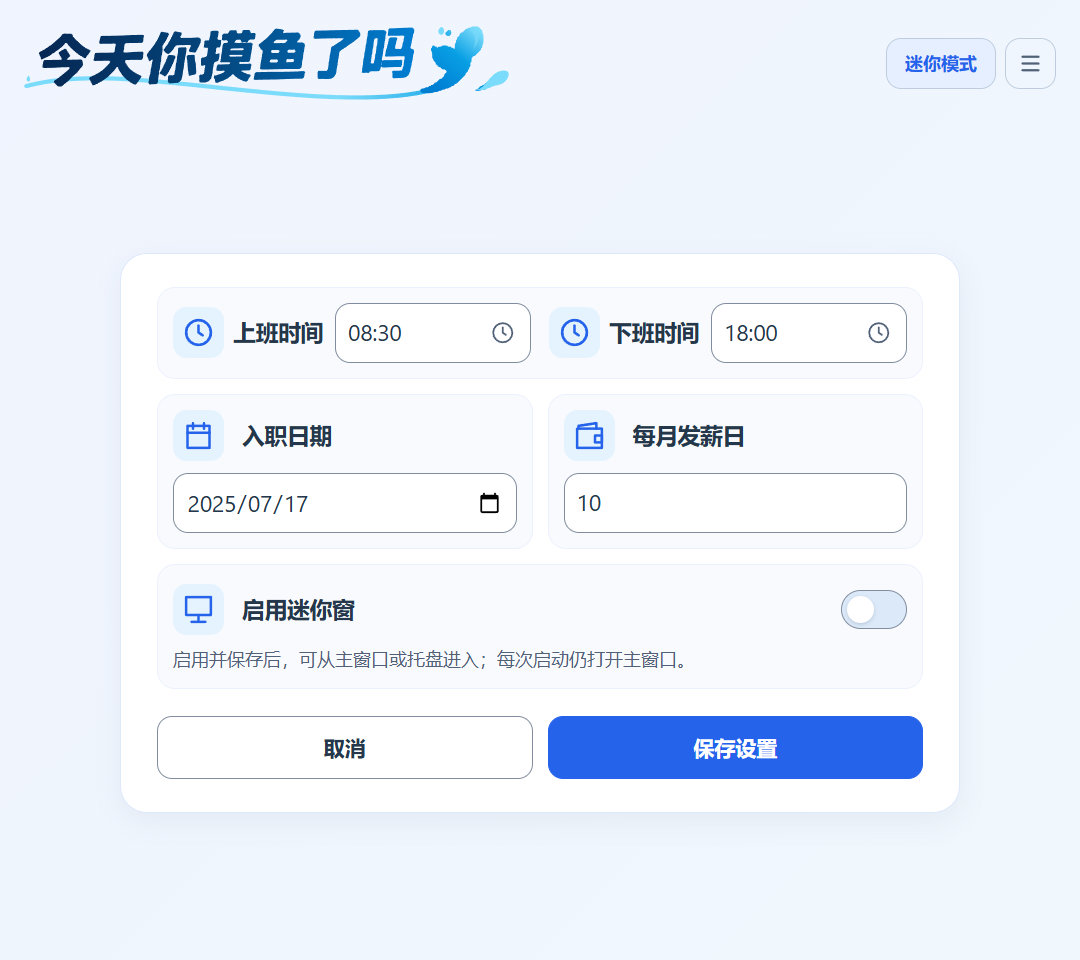 今天你摸鱼了吗
迷你模式
上班时间 08:30 下班时间 18:00
入职日期 每月发薪日
2025/07/17 10
启用迷你窗
启用并保存后，可从主窗口或托盘进入；每次启动仍打开主窗口。
取消 保存设置